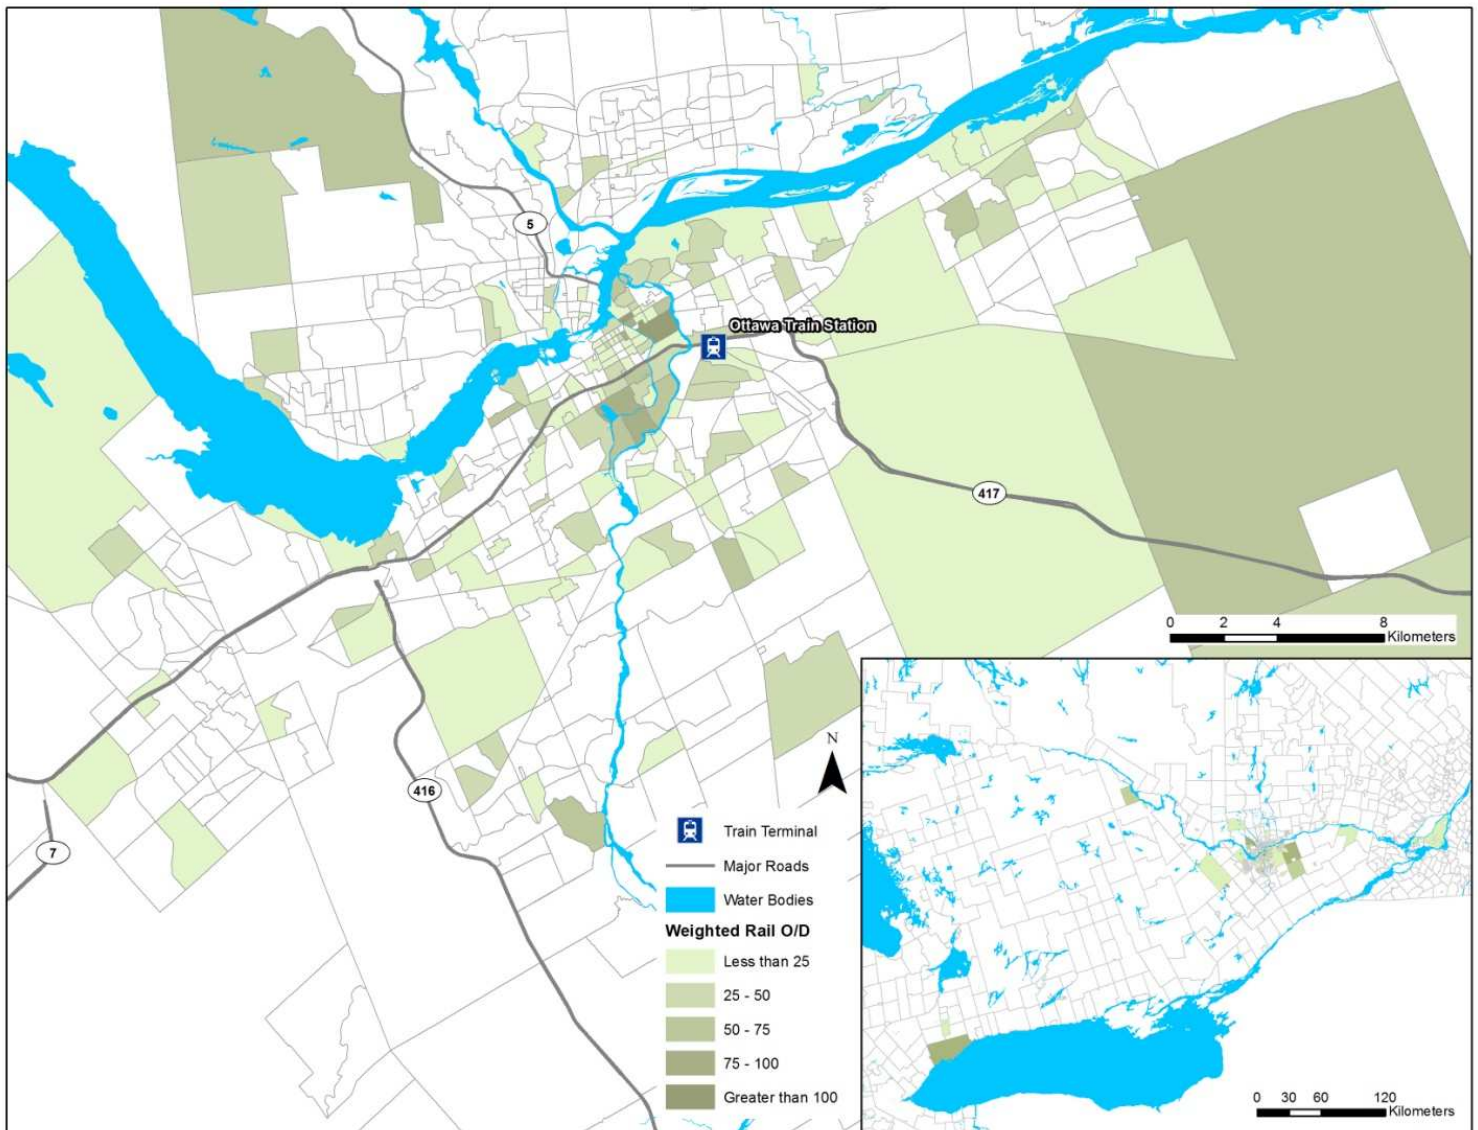 5
Ottawa Train Station
417
0 2 4 8
Kilometers
N
416
7
Train Terminal
Major Roads
Water Bodies
Weighted Rail O/D
Less than 25
25 - 50
50 - 75
75 - 100
Greater than 100
0 30 60 120
Kilometers